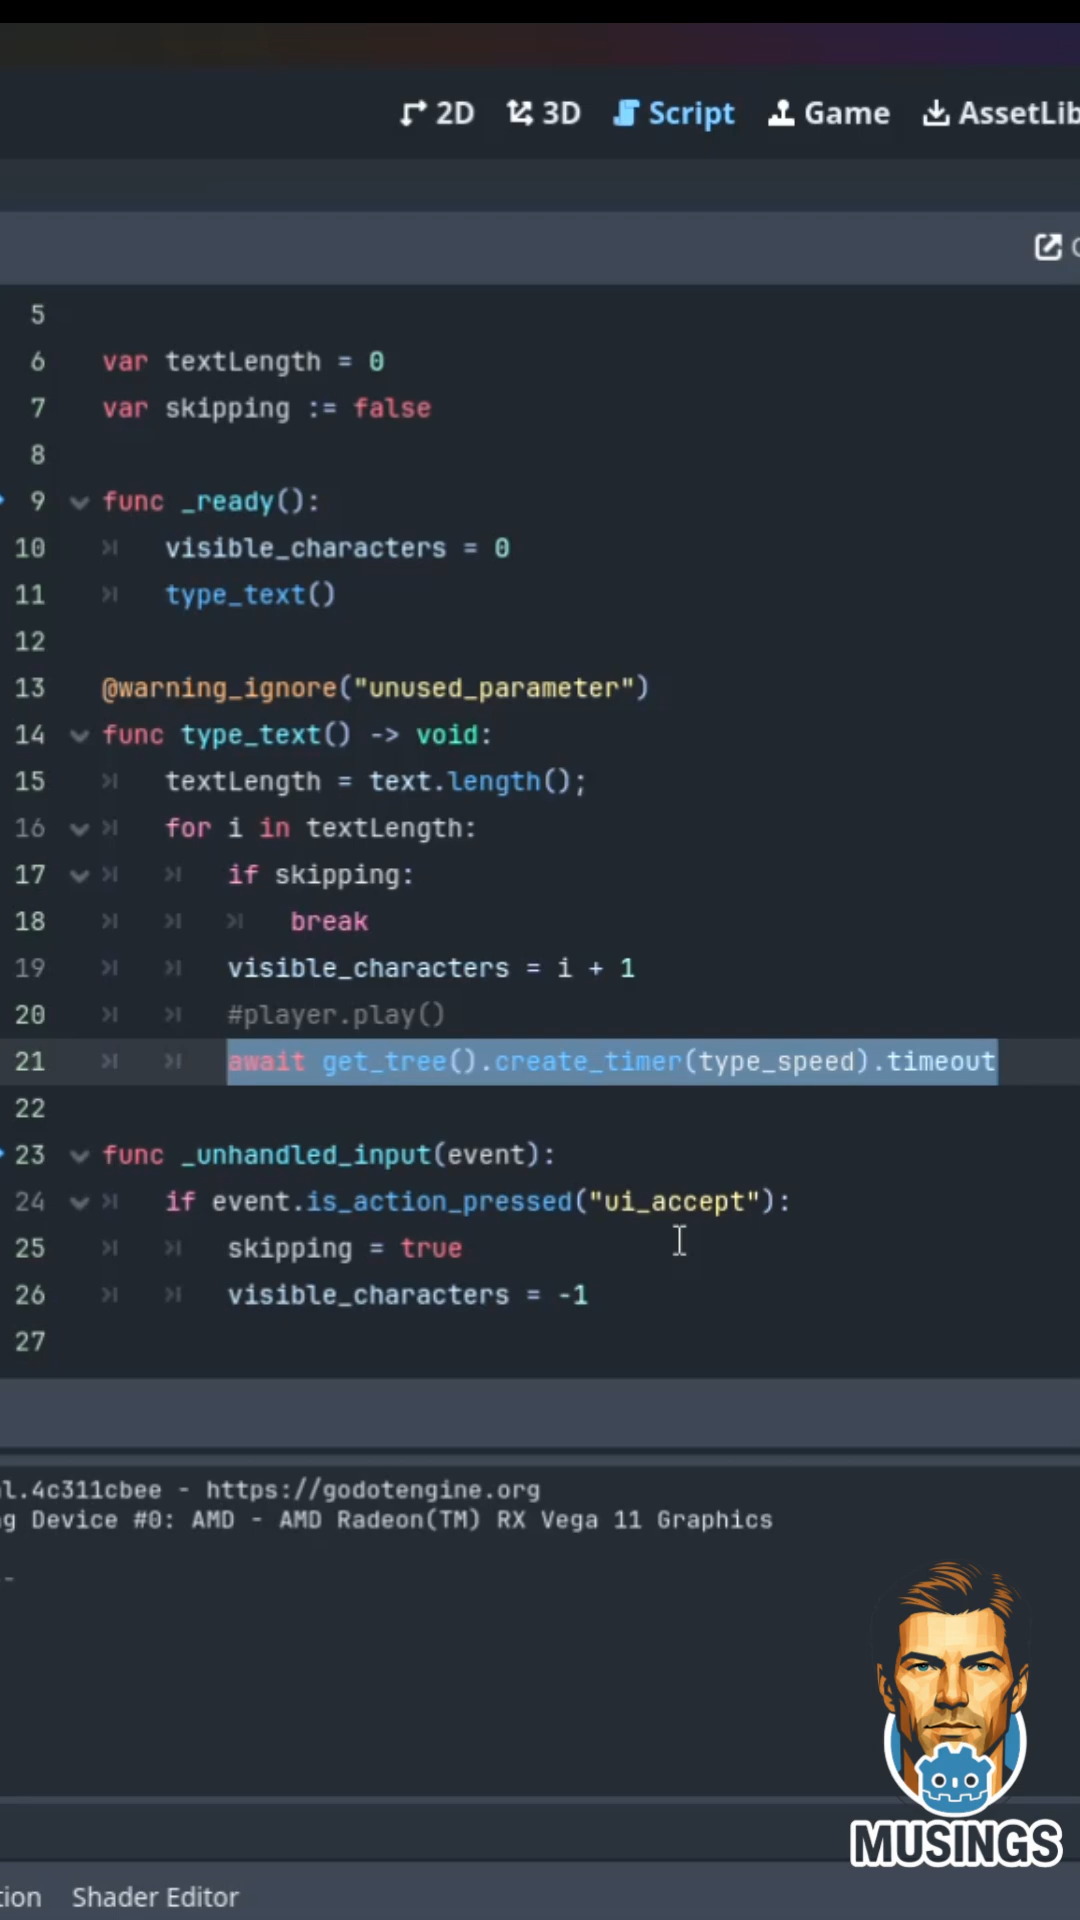 2D 3D Script Game AssetLib
5
6 var textLength = 0
7 var skipping := false
8
9 func _ready():
10 visible_characters = 0
11 type_text()
12
13 @warning_ignore("unused_parameter")
14 func type_text() -> void:
15 textLength = text.length();
16 for i in textLength:
17 if skipping:
18 break
19 visible_characters = i + 1
20 #player.play()
21 await get_tree().create_timer(type_speed).timeout
22
23 func _unhandled_input(event):
24 if event.is_action_pressed("ui_accept"):
25 skipping = true
26 visible_characters = -1
27
l.4c311cbee - https://godotengine.org
g Device #0: AMD - AMD Radeon(TM) RX Vega 11 Graphics
-
MUSINGS
tion Shader Editor